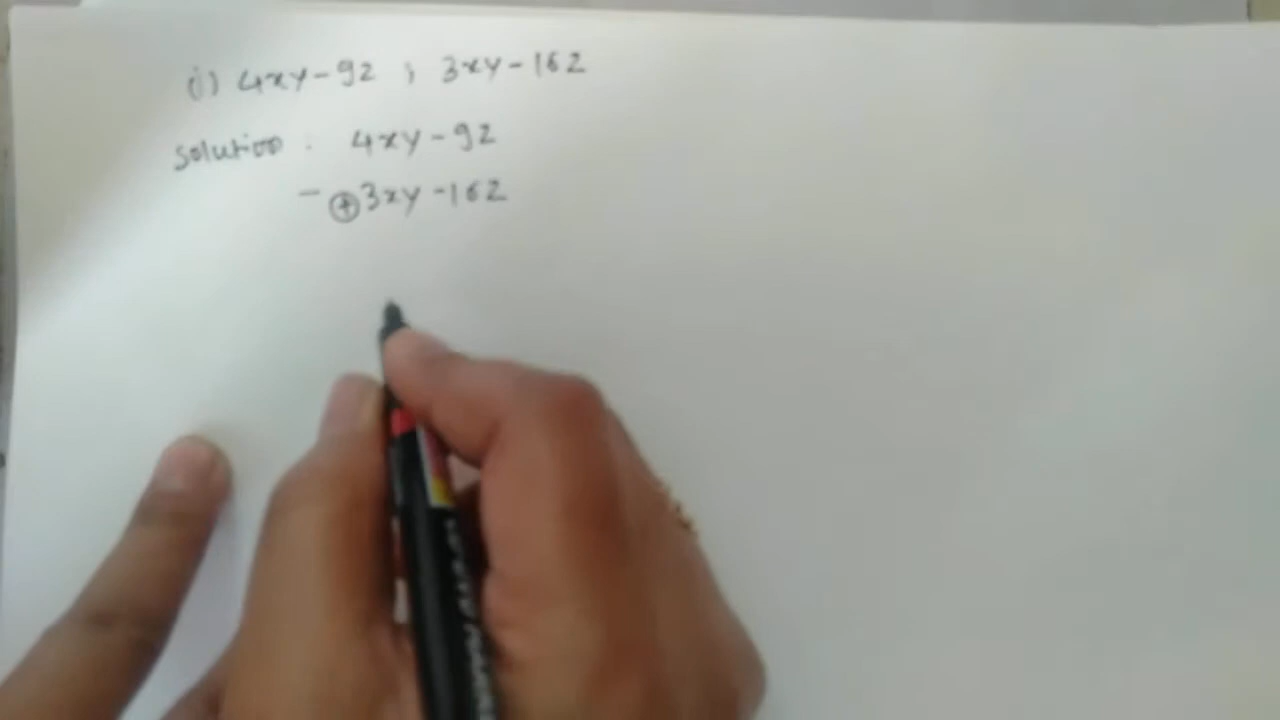 (i) 4xy-9z ; 3xy-16z
Solution : 4xy-9z
- ⊕3xy-16z